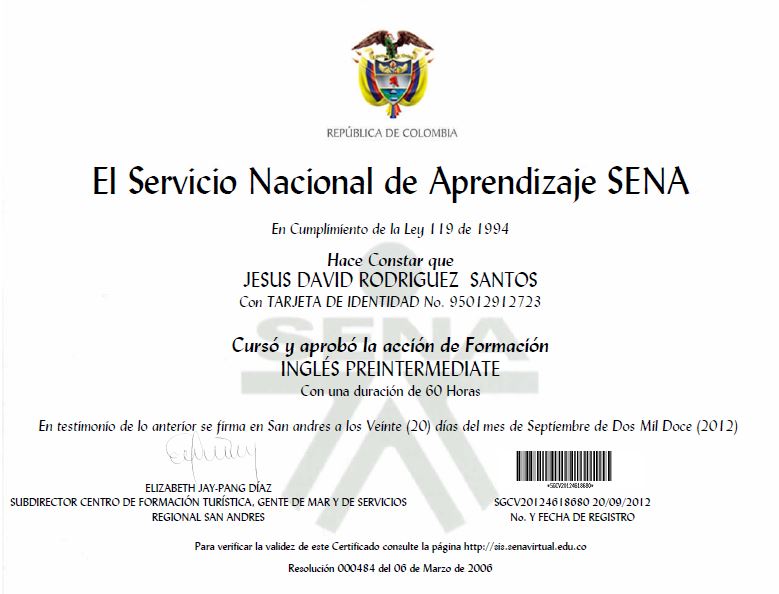 REPÚBLICA DE COLOMBIA
El Servicio Nacional de Aprendizaje SENA
En Cumplimiento de la Ley 119 de 1994
Hace Constar que
JESUS DAVID RODRIGUEZ SANTOS
Con TARJETA DE IDENTIDAD No. 95012912723
SENA
Cursó y aprobó la acción de Formación
INGLÉS PREINTERMEDIATE
Con una duración de 60 Horas
En testimonio de lo anterior se firma en San andres a los Veinte (20) días del mes de Septiembre de Dos Mil Doce (2012)
*SGCV20124618680*
ELIZABETH JAY-PANG DÍAZ
SUBDIRECTOR CENTRO DE FORMACIÓN TURÍSTICA, GENTE DE MAR Y DE SERVICIOS
REGIONAL SAN ANDRES
SGCV20124618680 20/09/2012
No. Y FECHA DE REGISTRO
Para verificar la validez de este Certificado consulte la página http://sis.senavirtual.edu.co
Resolución 000484 del 06 de Marzo de 2006